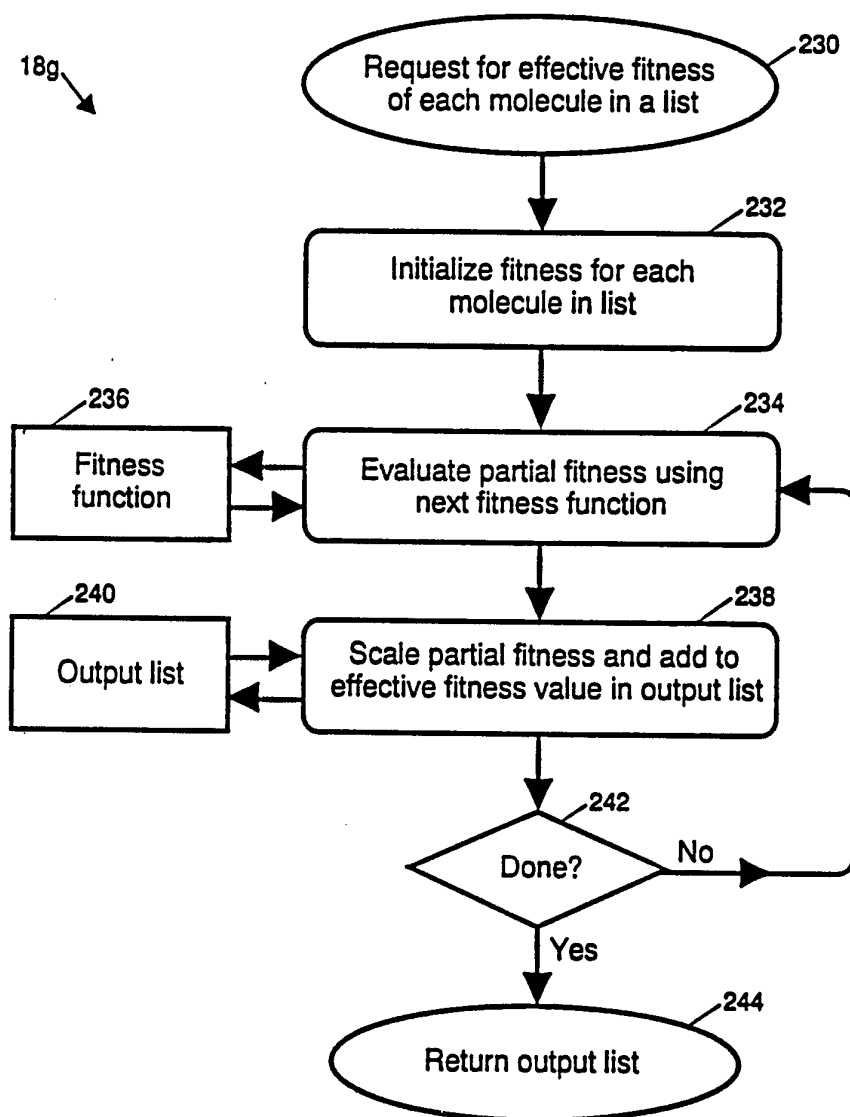 18g
230
Request for effective fitness
of each molecule in a list
232
Initialize fitness for each
molecule in list
236
234
Fitness
function
Evaluate partial fitness using
next fitness function
240
238
Output list
Scale partial fitness and add to
effective fitness value in output list
242
Done?
No
Yes
244
Return output list